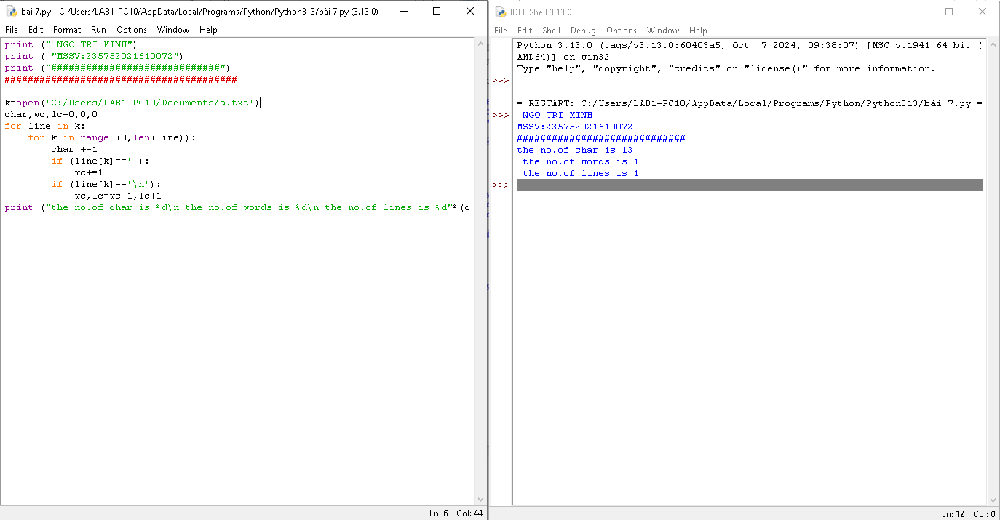 bài 7.py - C:/Users/LAB1-PC10/AppData/Local/Programs/Python/Python313/bài 7.py (3.13.0)
File Edit Format Run Options Window Help
print (" NGO TRI MINH")
print ( "MSSV:235752021610072")
print ("#############################")
########################################
k=open('C:/Users/LAB1-PC10/Documents/a.txt')
char,wc,lc=0,0,0
for line in k:
    for k in range (0,len(line)):
        char +=1
        if (line[k]==''):
            wc+=1
        if (line[k]=='\n'):
            wc,lc=wc+1,lc+1
print ("the no.of char is %d\n the no.of words is %d\n the no.of lines is %d"%(c
Ln: 6 Col: 44
IDLE Shell 3.13.0
File Edit Shell Debug Options Window Help
Python 3.13.0 (tags/v3.13.0:60403a5, Oct  7 2024, 09:38:07) [MSC v.1941 64 bit (
AMD64)] on win32
Type "help", "copyright", "credits" or "license()" for more information.
>>>
= RESTART: C:/Users/LAB1-PC10/AppData/Local/Programs/Python/Python313/bài 7.py =
>>> NGO TRI MINH
MSSV:235752021610072
#############################
the no.of char is 13
 the no.of words is 1
 the no.of lines is 1
>>>
Ln: 12 Col: 0